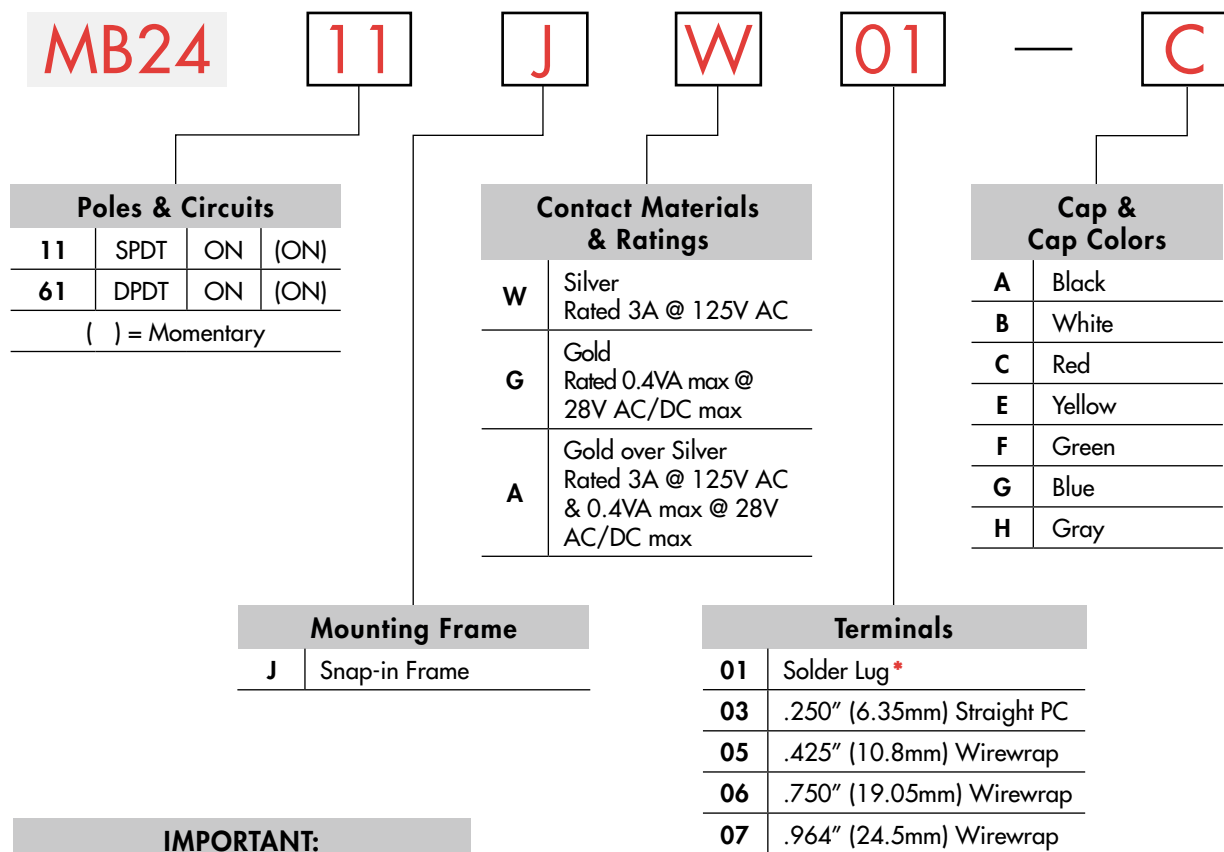 MB24 11 J W 01 — C
Poles & Circuits
11 SPDT ON (ON)
61 DPDT ON (ON)
( ) = Momentary
Contact Materials
& Ratings
W Silver
Rated 3A @ 125V AC
G Gold
Rated 0.4VA max @
28V AC/DC max
A Gold over Silver
Rated 3A @ 125V AC
& 0.4VA max @ 28V
AC/DC max
Cap &
Cap Colors
A Black
B White
C Red
E Yellow
F Green
G Blue
H Gray
Mounting Frame
J Snap-in Frame
Terminals
01 Solder Lug*
03 .250” (6.35mm) Straight PC
05 .425” (10.8mm) Wirewrap
06 .750” (19.05mm) Wirewrap
07 .964” (24.5mm) Wirewrap
IMPORTANT: